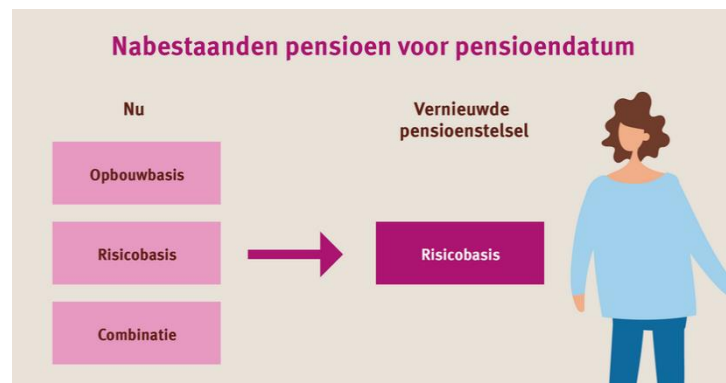 Nabestaanden pensioen voor pensioendatum
Nu
Opbouwbasis
Risicobasis
Combinatie
Vernieuwde
pensioenstelsel
Risicobasis